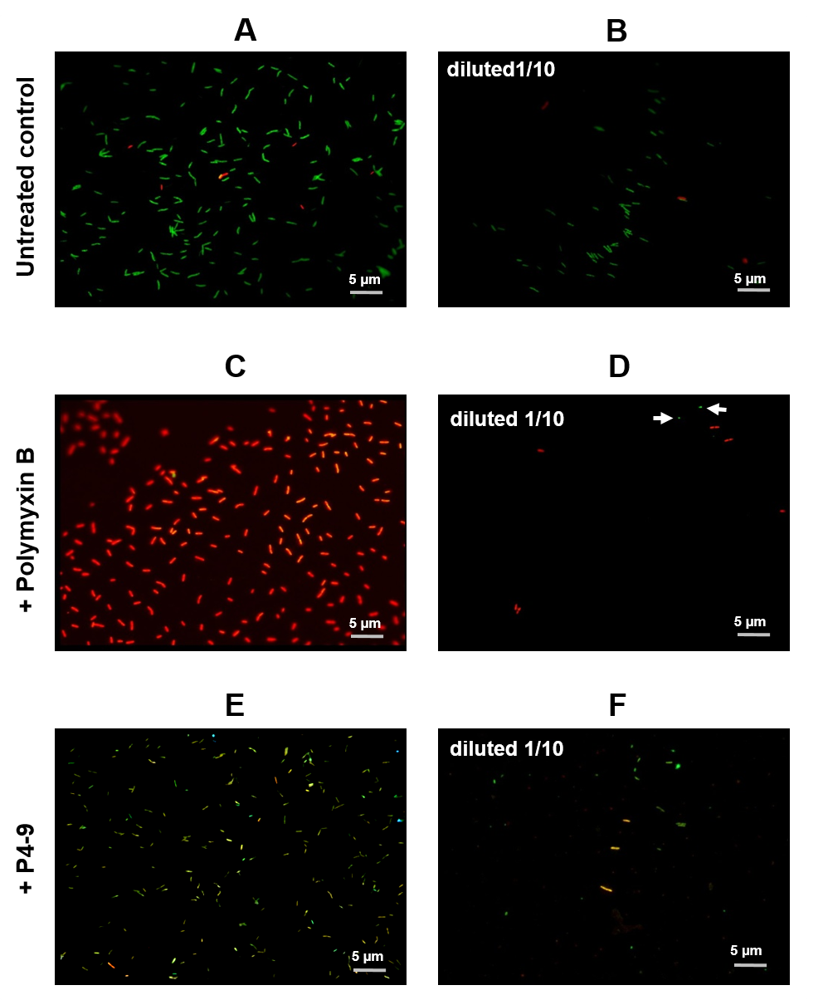 A
B
Untreated control
diluted1/10
5 µm
5 µm
C
D
+ Polymyxin B
diluted 1/10
5 µm
5 µm
E
F
+ P4-9
diluted 1/10
5 µm
5 µm